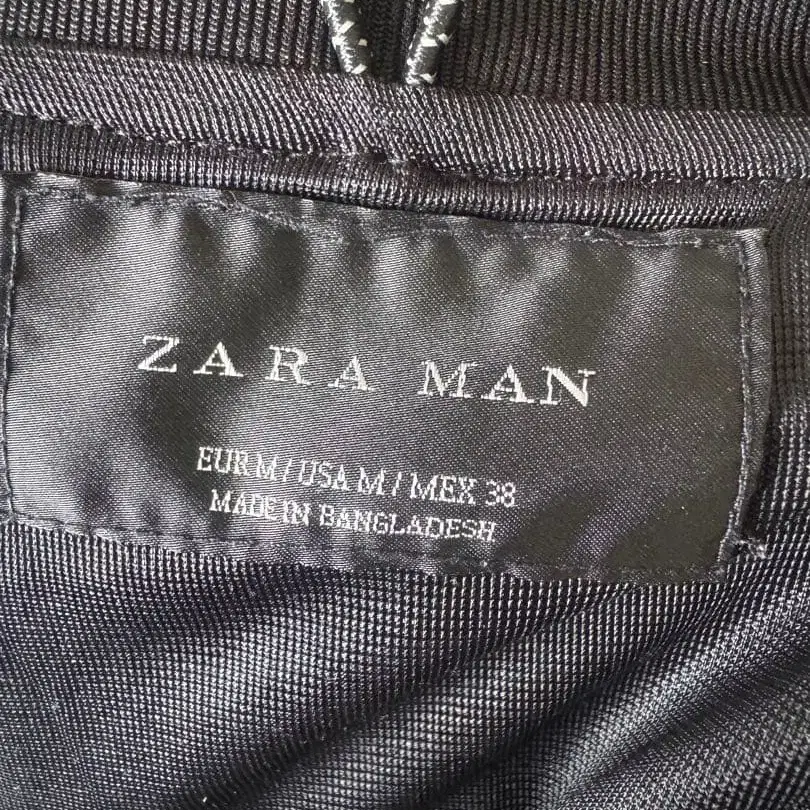 ZARA MAN
EUR M / USA M / MEX 38
MADE IN BANGLADESH